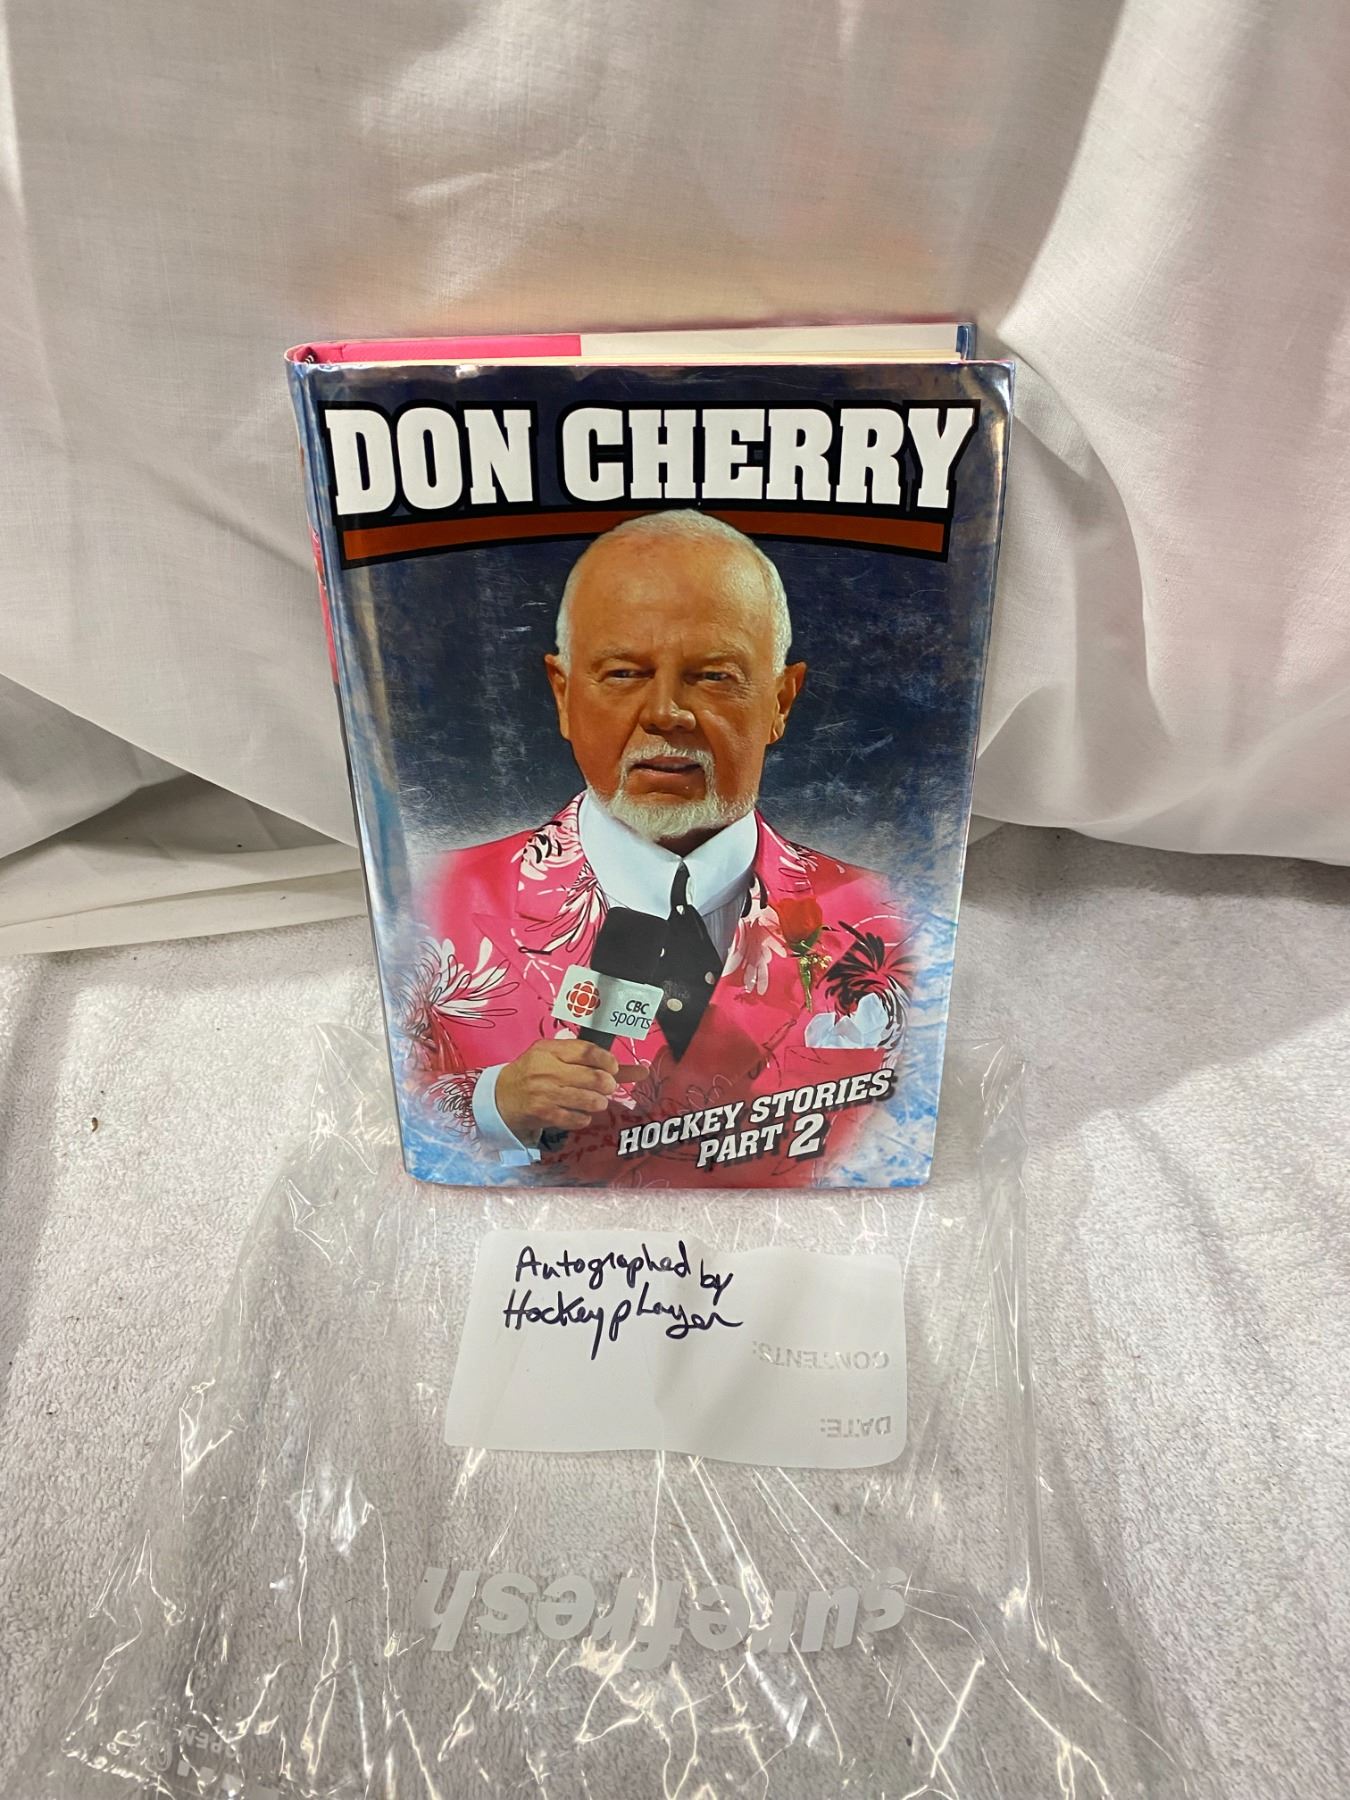 DON CHERRY
CBC
sports
HOCKEY STORIES
PART 2
Autographed by
Hockey player
CONTENTS:
DATE:
surefresh